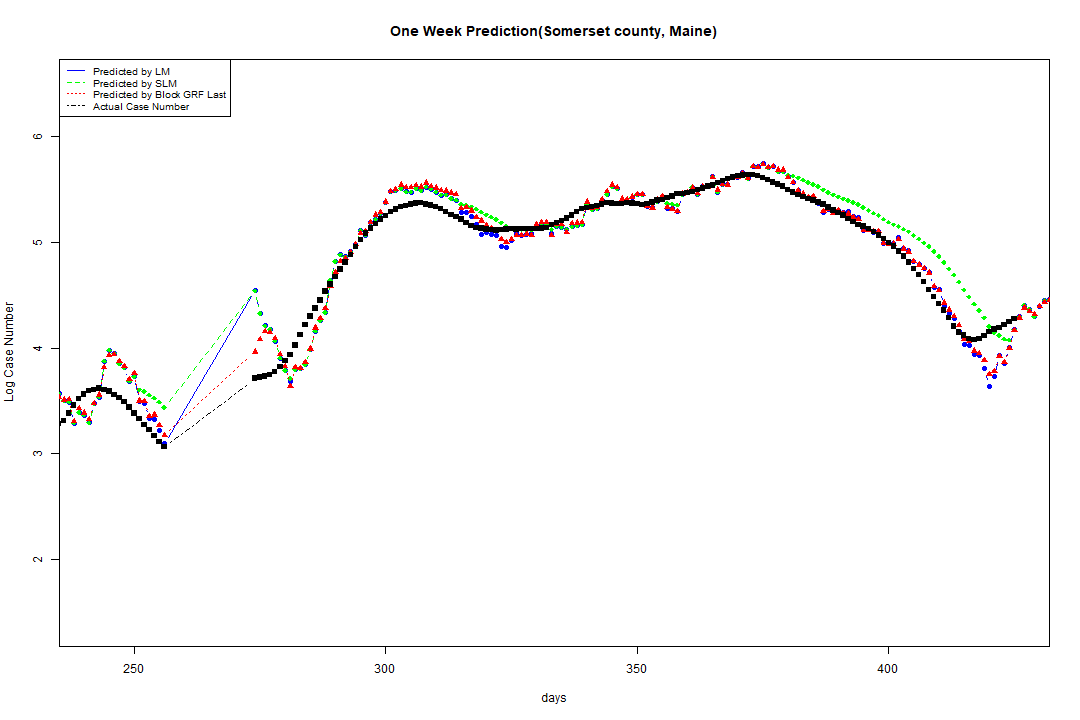 One Week Prediction(Somerset county, Maine)
Predicted by LM
Predicted by SLM
Predicted by Block GRF Last
Actual Case Number
6
5
4
3
2
Log Case Number
250
300
350
400
days